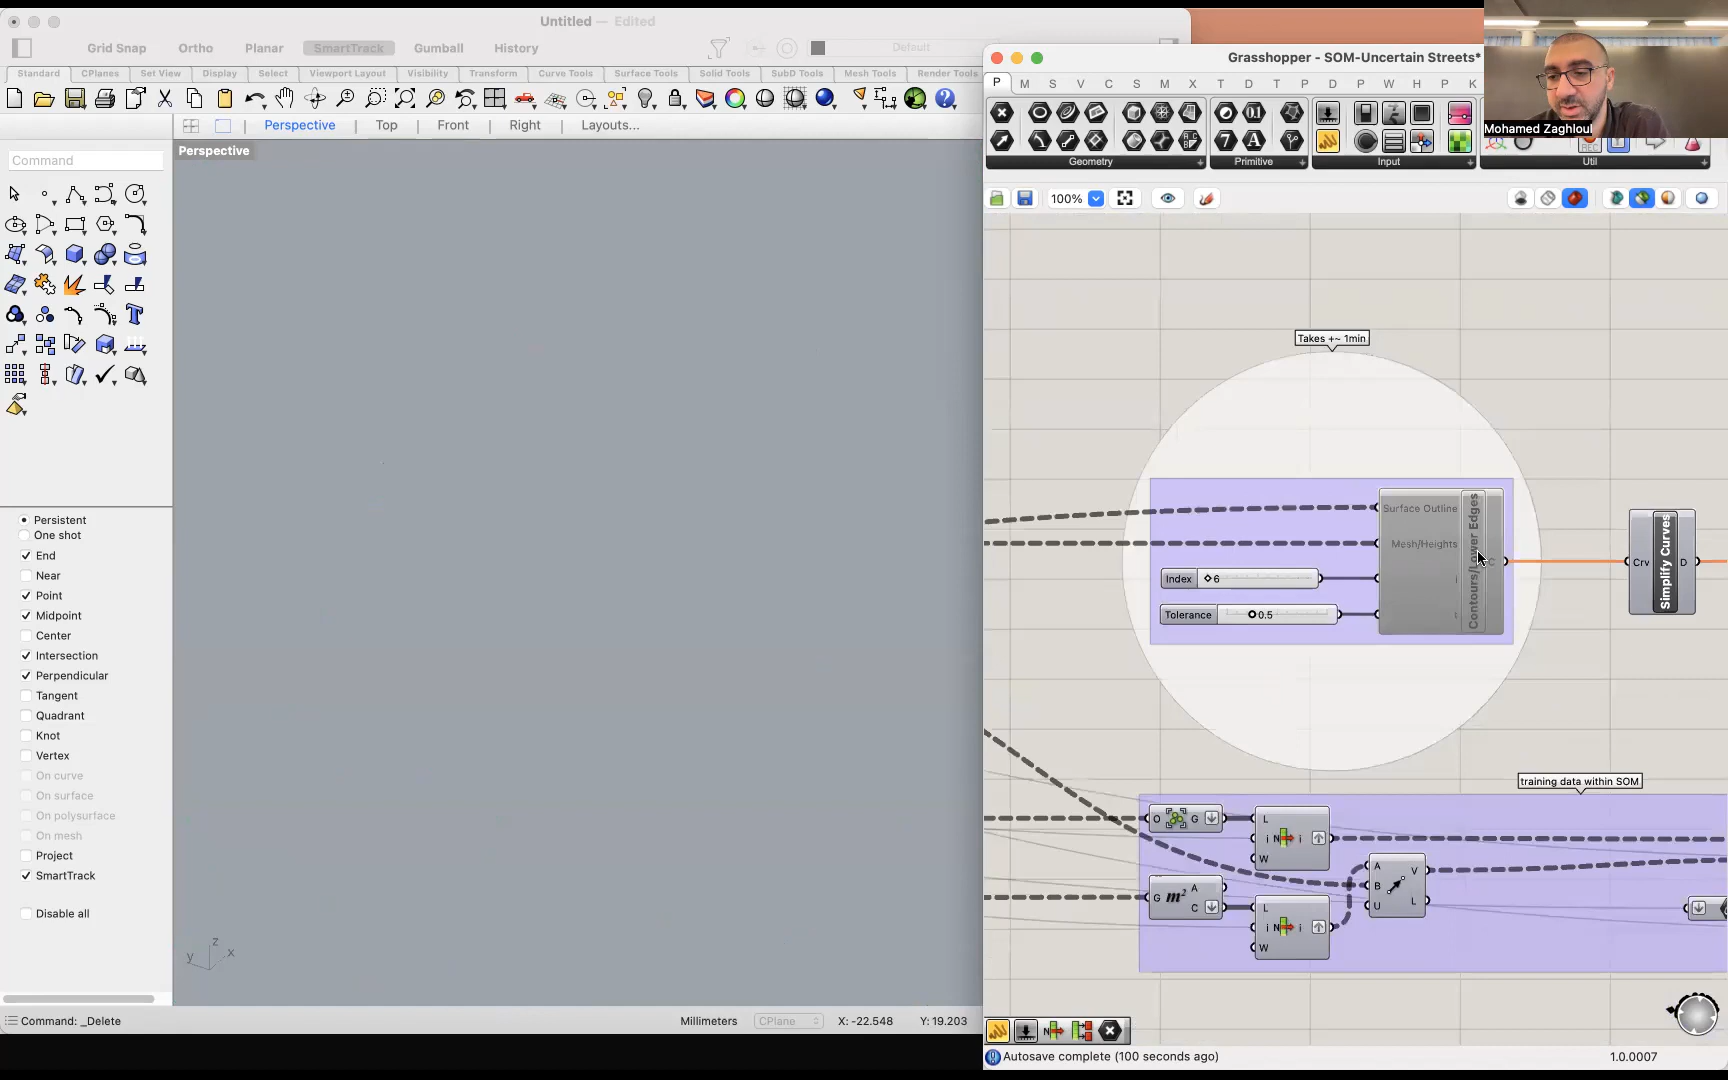 Untitled — Edited
Grid Snap
Ortho
Planar
SmartTrack
Gumball
History
Default
Standard
CPlanes
Set View
Display
Select
Viewport Layout
Visibility
Transform
Curve Tools
Surface Tools
Solid Tools
SubD Tools
Mesh Tools
Render Tools
Perspective
Top
Front
Right
Layouts...
Command
Perspective
Persistent
One shot
End
Near
Point
Midpoint
Center
Intersection
Perpendicular
Tangent
Quadrant
Knot
Vertex
On curve
On surface
On polysurface
On mesh
Project
SmartTrack
Disable all
z
y
x
Command: _Delete
Millimeters
CPlane
X: -22.548
Y: 19.203
Grasshopper - SOM-Uncertain Streets*
P M S V C S M X T D T P D P W H P K
Geometry
Primitive
Input
Util
Mohamed Zaghloul
100%
Takes +~ 1min
Surface Outline
Mesh/Heights
i
t
Contours/Lower Edges
C
Index
6
Tolerance
0.5
Crv
Simplify Curves
D
training data within SOM
O G
L
i N i
W
G m² A
C
L
i N i
W
A
B
U
V
L
Autosave complete (100 seconds ago)
1.0.0007